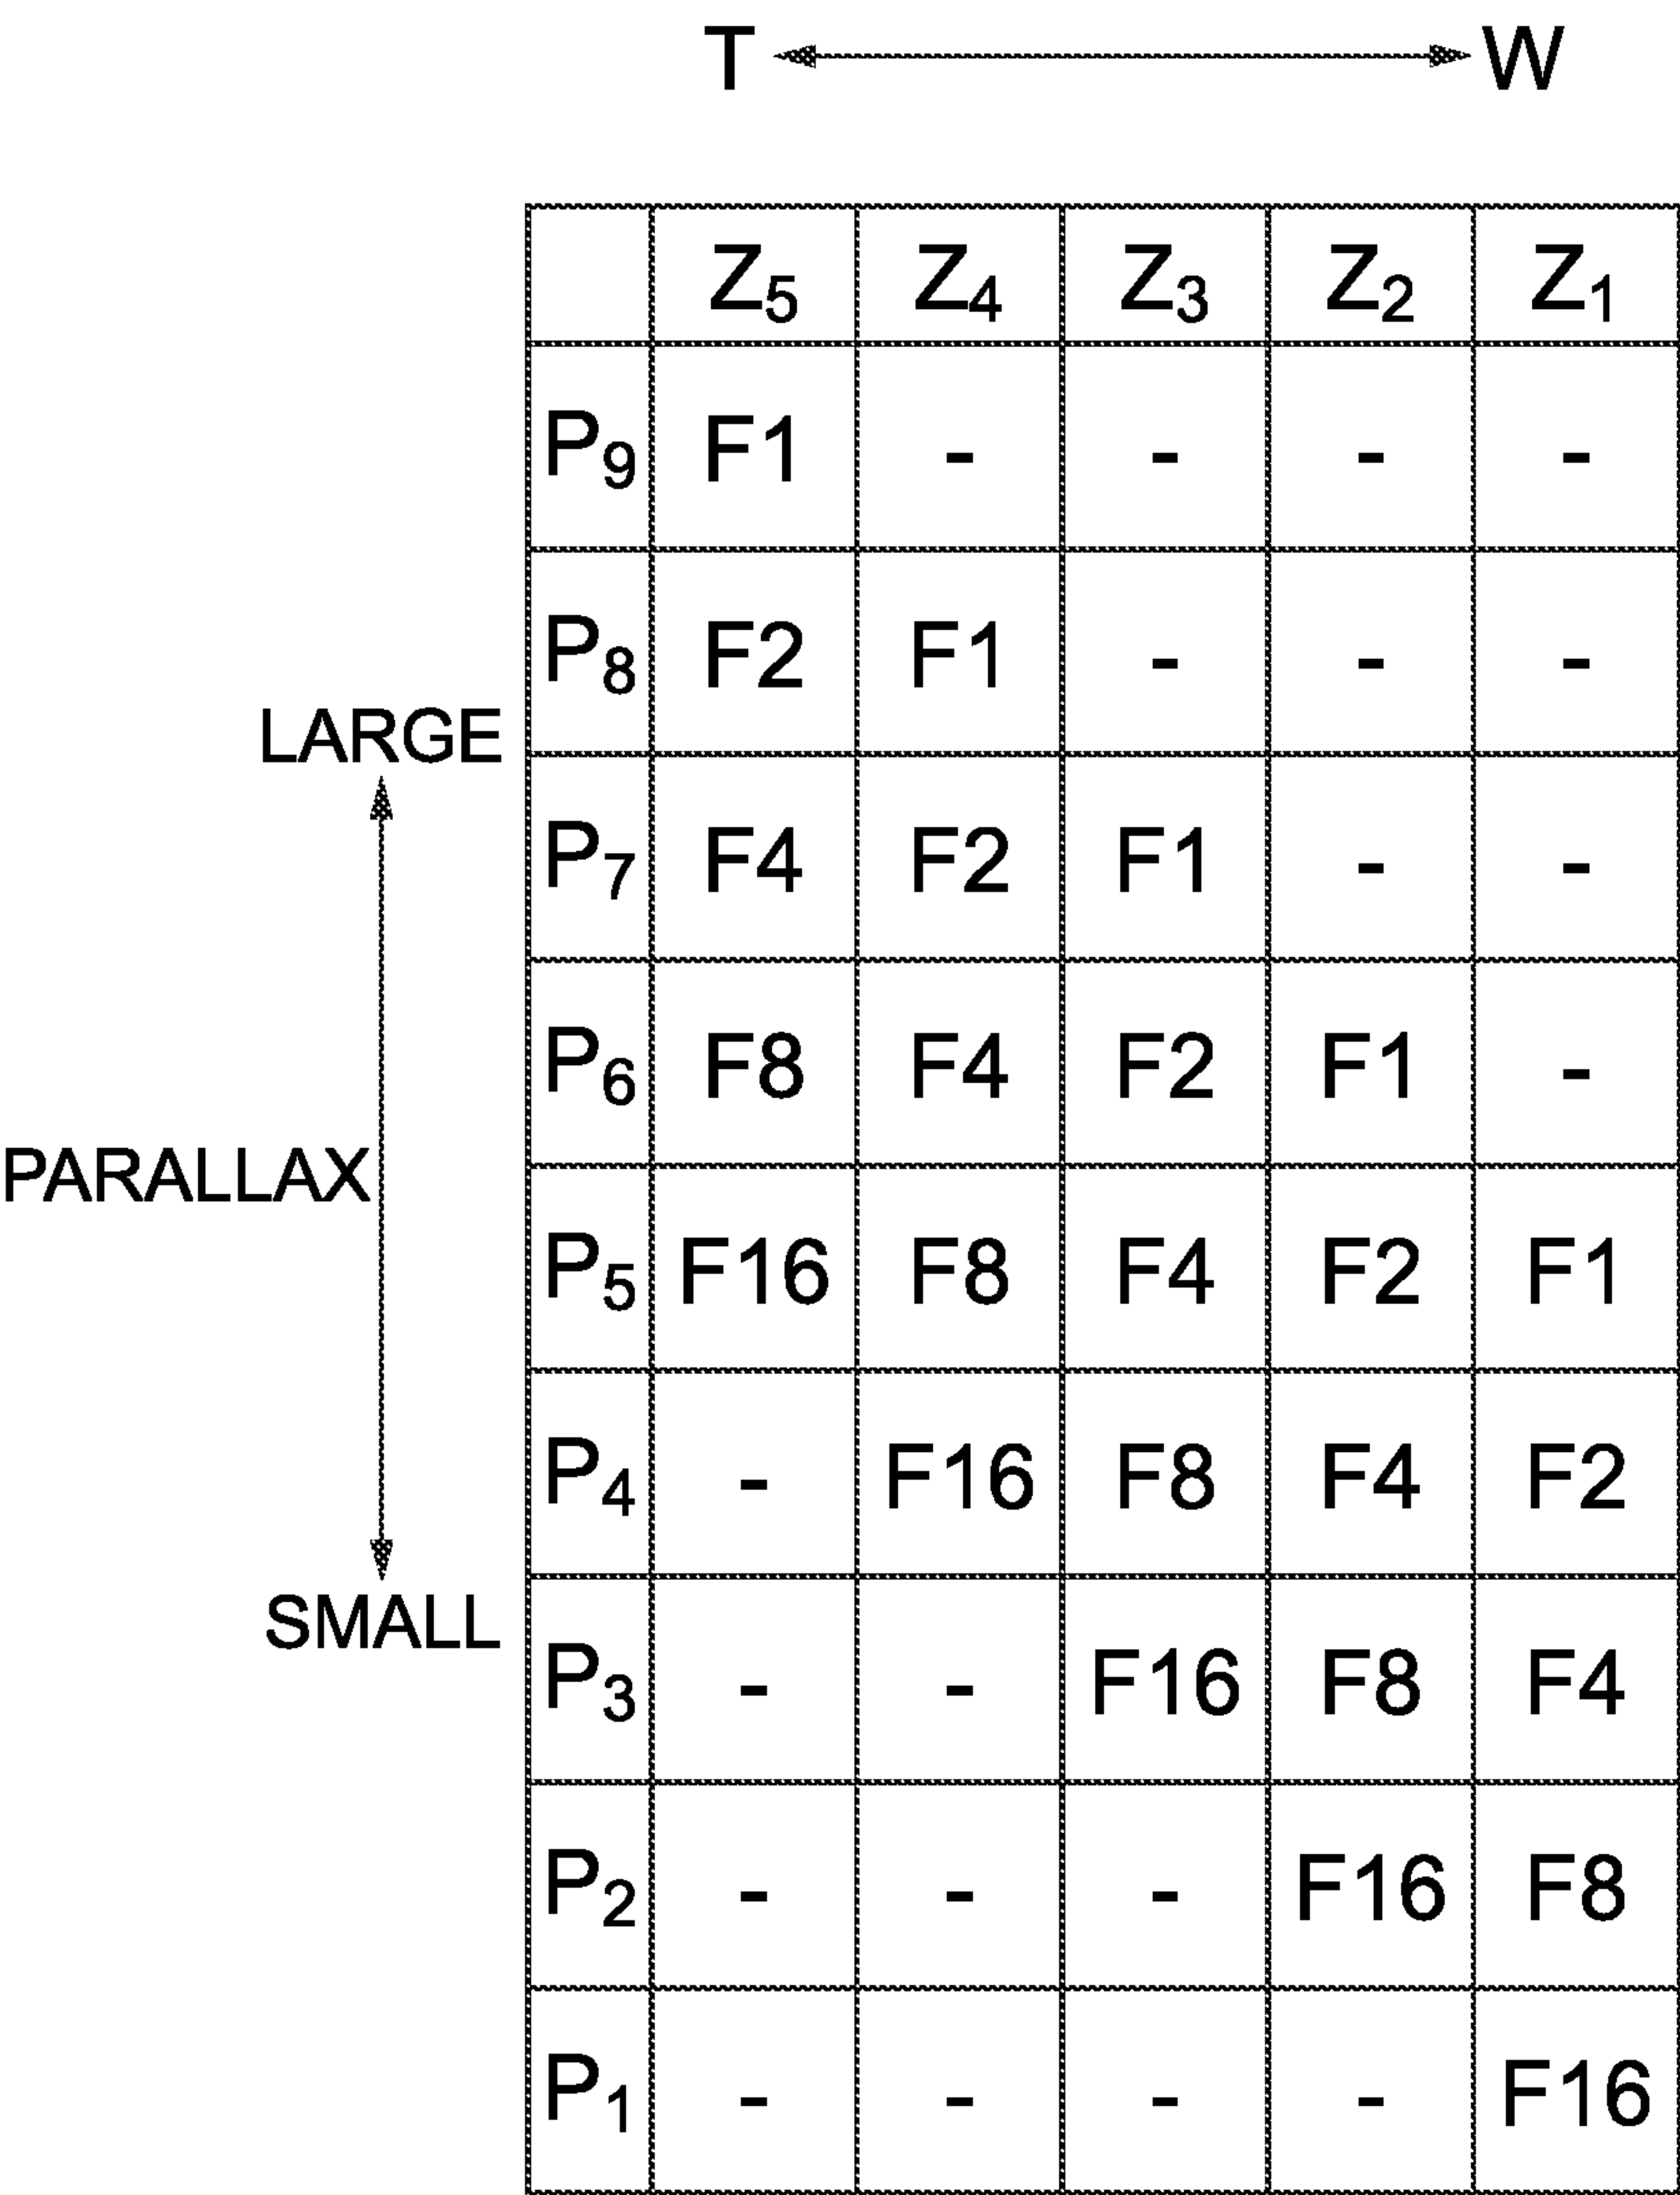 T W
Z₅ Z₄ Z₃ Z₂ Z₁
P₉ F1 - - - -
P₈ F2 F1 - - -
LARGE
P₇ F4 F2 F1 - -
P₆ F8 F4 F2 F1 -
PARALLAX
P₅ F16 F8 F4 F2 F1
P₄ - F16 F8 F4 F2
SMALL
P₃ - - F16 F8 F4
P₂ - - - F16 F8
P₁ - - - - F16